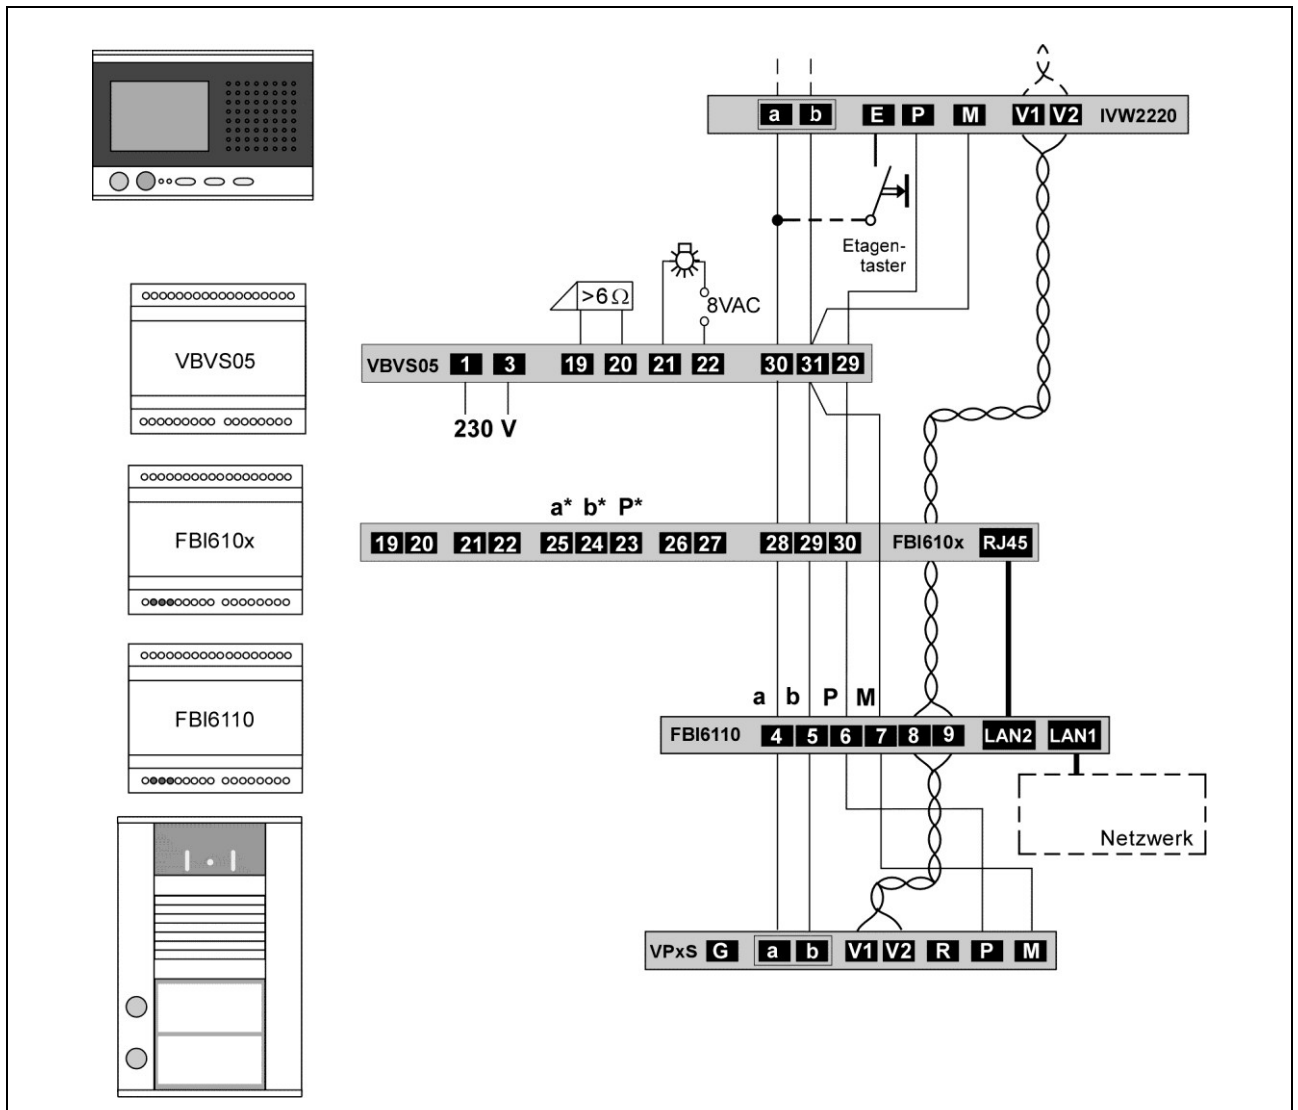 a b E P M V1 V2 IVW2220
Etagen-
taster
>6 Ω
8VAC
VBVS05
VBVS05 1 3 19 20 21 22 30 31 29
230 V
a* b* P*
FBI610x
19 20 21 22 25 24 23 26 27 28 29 30 FBI610x RJ45
a b P M
FBI6110
FBI6110 4 5 6 7 8 9 LAN2 LAN1
Netzwerk
VPxS G a b V1 V2 R P M